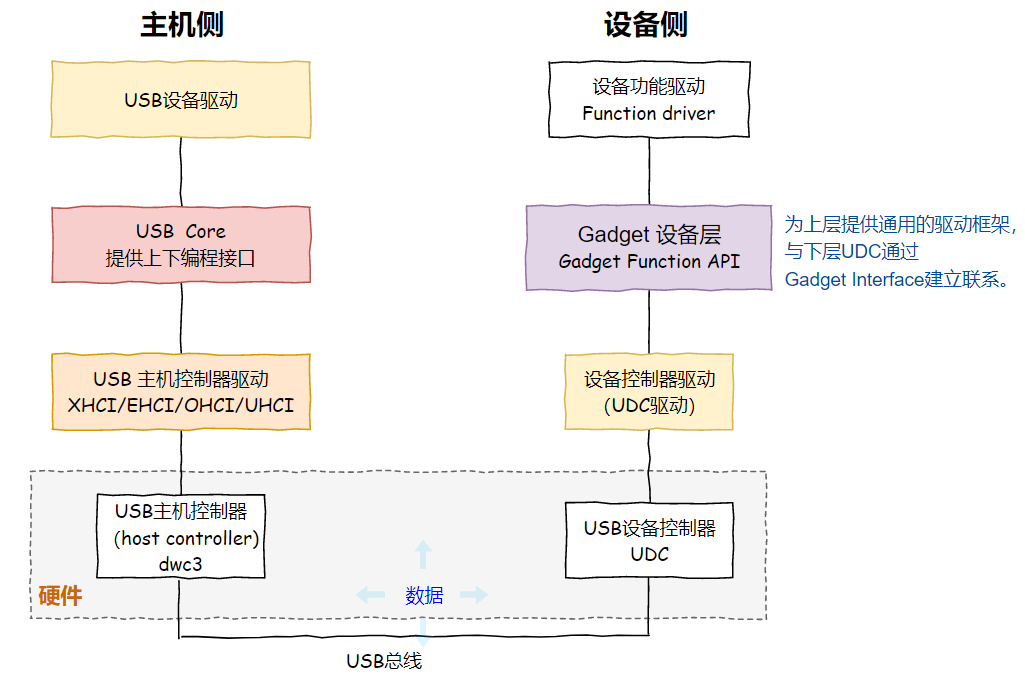 主机侧
设备侧
USB设备驱动
设备功能驱动
Function driver
USB Core
提供上下编程接口
Gadget 设备层
Gadget Function API
为上层提供通用的驱动框架，
与下层UDC通过
Gadget Interface建立联系。
USB 主机控制器驱动
XHCI/EHCI/OHCI/UHCI
设备控制器驱动
(UDC驱动)
USB主机控制器
(host controller)
dwc3
USB设备控制器
UDC
硬件
数据
USB总线